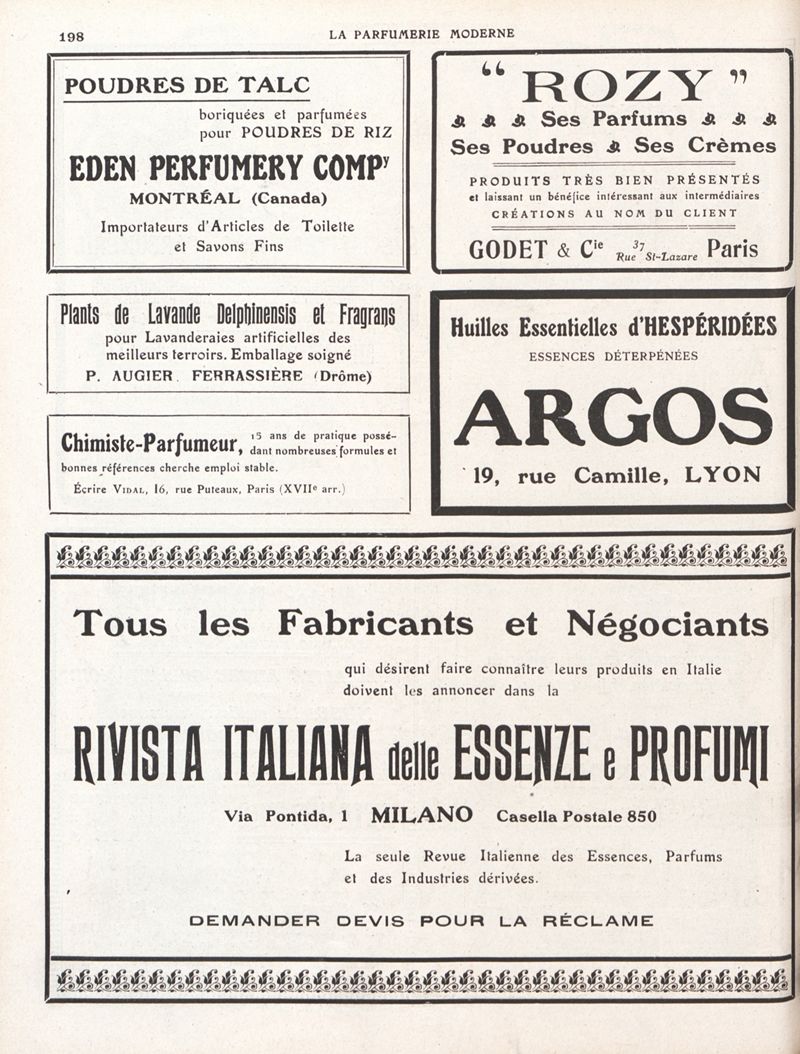 198
LA PARFUMERIE MODERNE
POUDRES DE TALC
boriquées et parfumées
pour POUDRES DE RIZ
EDEN PERFUMERY COMPy
MONTRÉAL (Canada)
Importateurs d'Articles de Toilette
et Savons Fins
“ROZY”
Ses Parfums
Ses Poudres Ses Crèmes
PRODUITS TRÈS BIEN PRÉSENTÉS
et laissant un bénéfice intéressant aux intermédiaires
CRÉATIONS AU NOM DU CLIENT
GODET & Cie 37 Rue St-Lazare Paris
Plants de Lavande Delphinensis et Fragrans
pour Lavanderaies artificielles des
meilleurs terroirs. Emballage soigné
P. AUGIER. FERRASSIÈRE (Drôme)
Chimiste-Parfumeur, 15 ans de pratique possé-
dant nombreuses formules et
bonnes références cherche emploi stable.
Écrire VIDAL, 16, rue Puteaux, Paris (XVIIe arr.)
Huilles Essentielles d'HESPÉRIDÉES
ESSENCES DÉTERPÉNÉES
ARGOS
19, rue Camille, LYON
Tous les Fabricants et Négociants
qui désirent faire connaître leurs produits en Italie
doivent les annoncer dans la
RIVISTA ITALIANA delle ESSENZE e PROFUMI
Via Pontida, 1 MILANO Casella Postale 850
La seule Revue Italienne des Essences, Parfums
et des Industries dérivées.
DEMANDER DEVIS POUR LA RÉCLAME